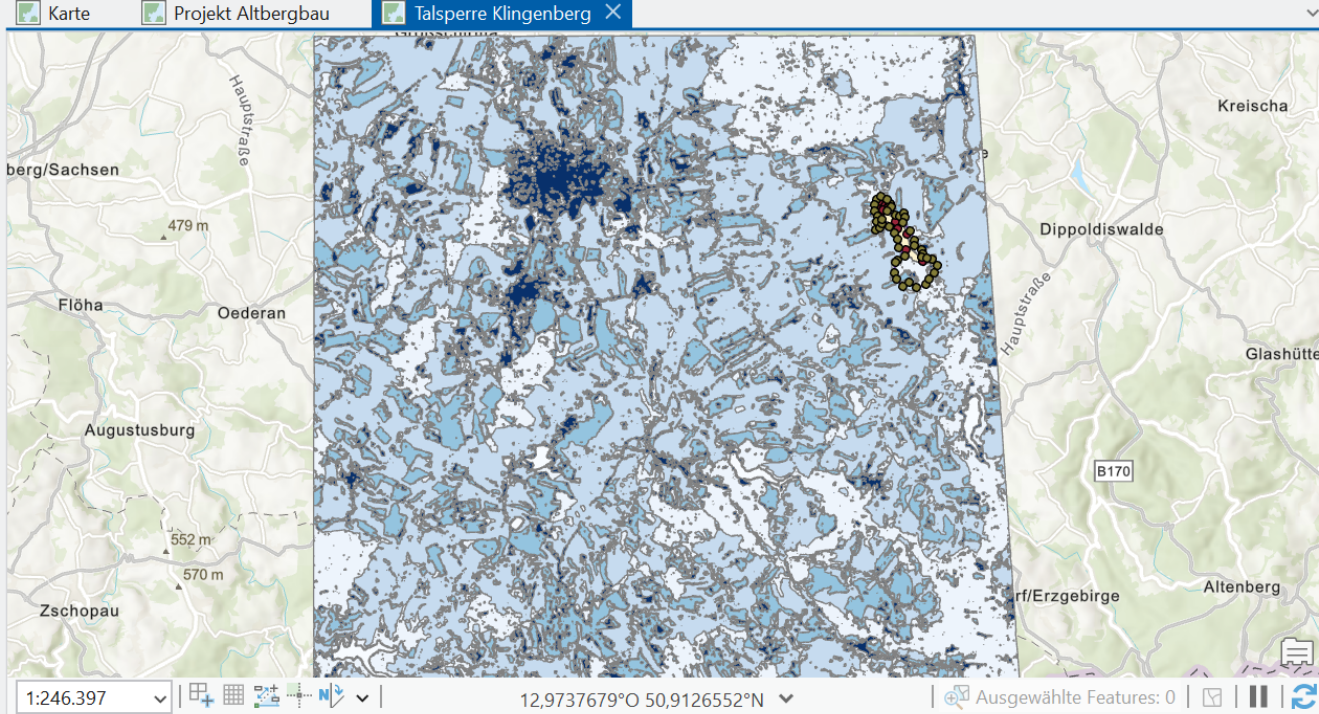 Karte
Projekt Altbergbau
Talsperre Klingenberg
Hauptstraße
Kreischa
berg/Sachsen
479 m
Dippoldiswalde
Flöha
Oederan
Hauptstraße
Glashütte
Augustusburg
B170
552 m
570 m
Altenberg
rf/Erzgebirge
Zschopau
1:246.397
N
12,9737679°O 50,9126552°N
Ausgewählte Features: 0